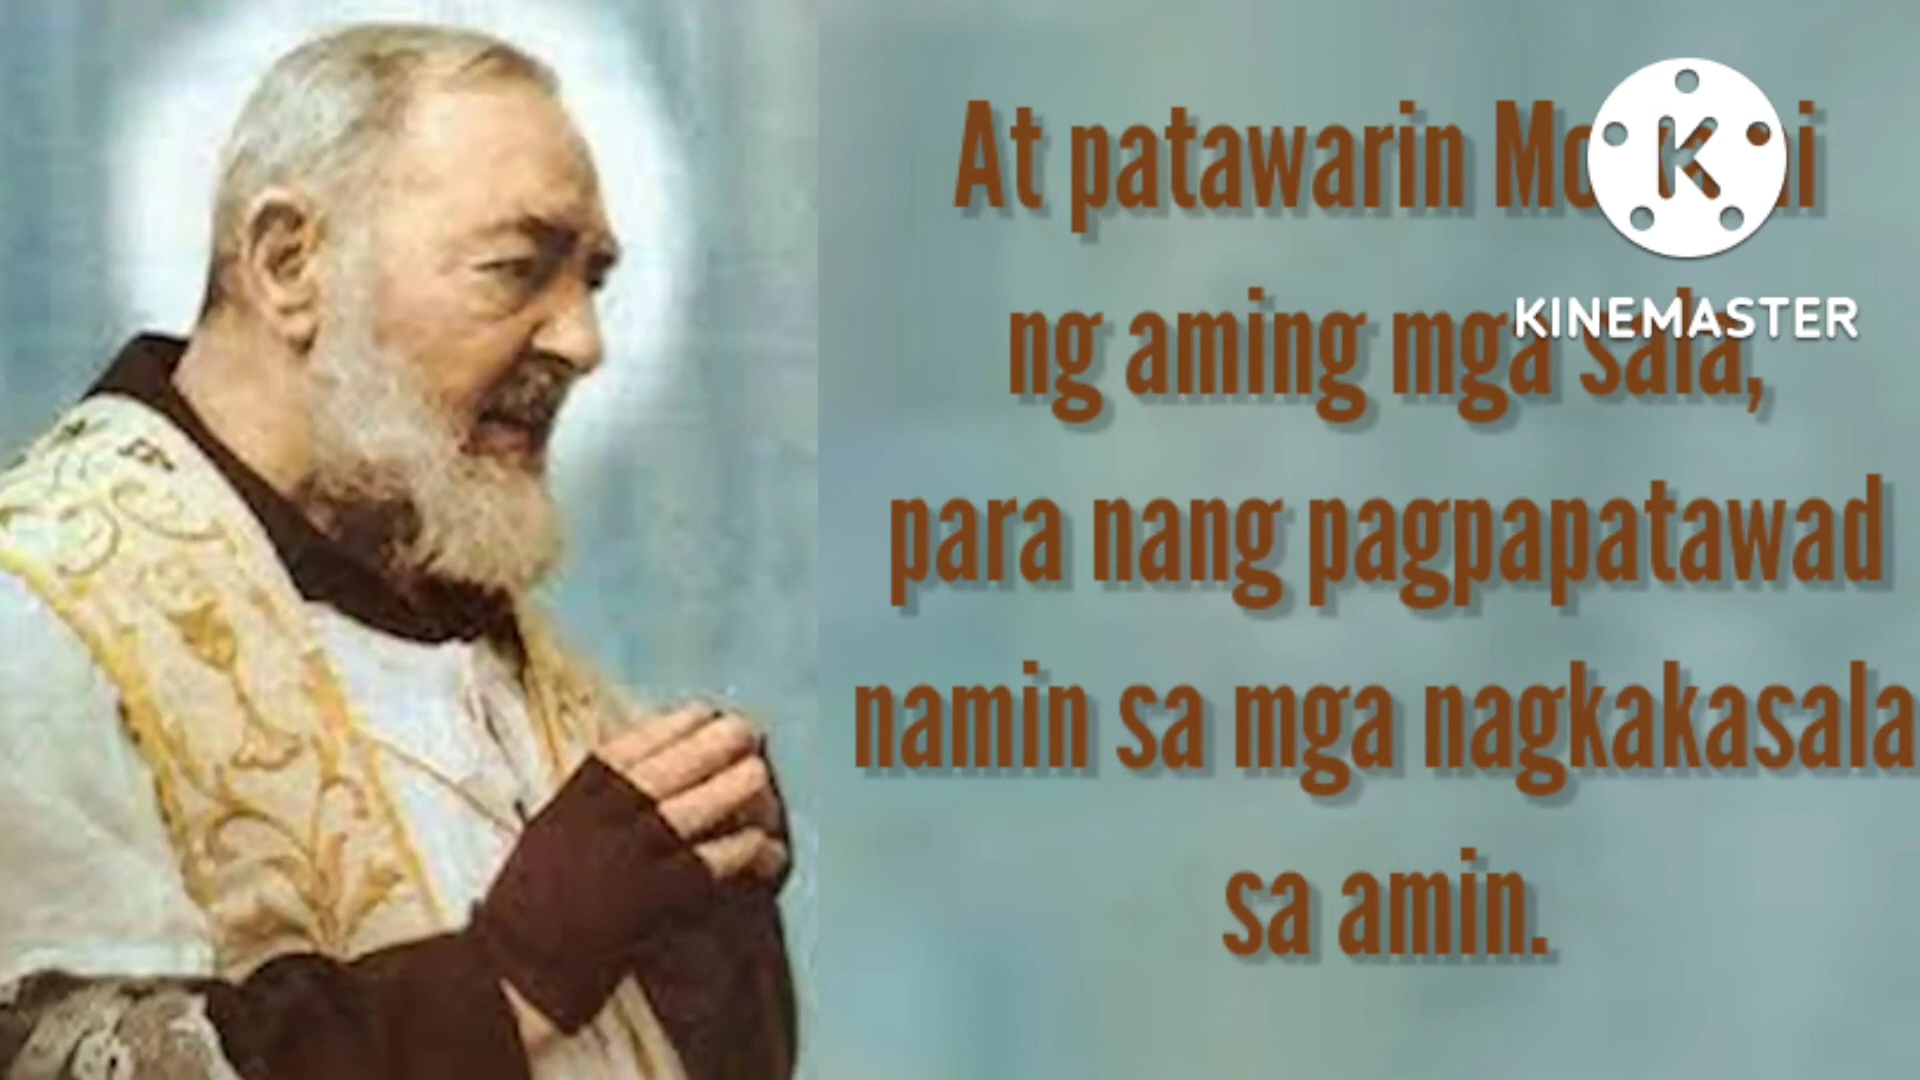 At patawarin Mo
ng aming mga sala,
para nang pagpapatawad
namin sa mga nagkakasala
sa amin.
K
KINEMASTER